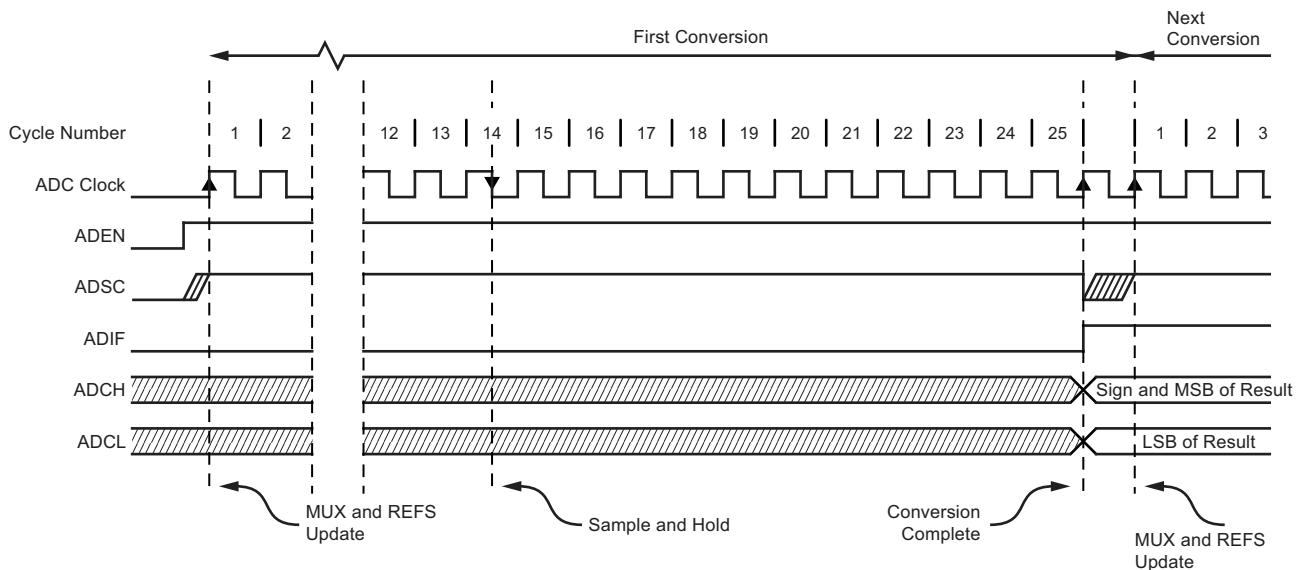 First Conversion
Next
Conversion
Cycle Number 1 2 12 13 14 15 16 17 18 19 20 21 22 23 24 25 1 2 3
ADC Clock
ADEN
ADSC
ADIF
ADCH Sign and MSB of Result
ADCL LSB of Result
MUX and REFS
Update
Sample and Hold
Conversion
Complete
MUX and REFS
Update